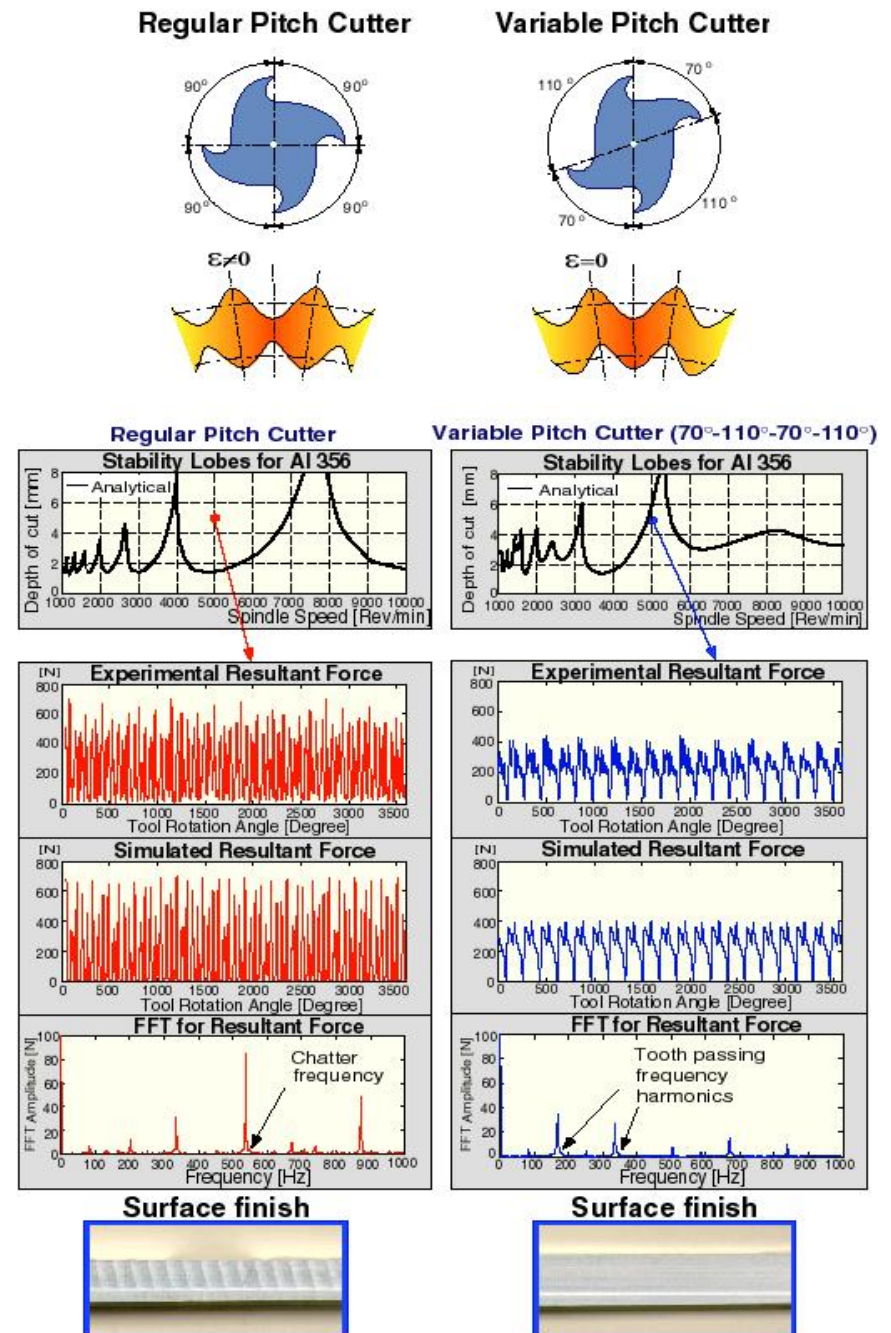 Regular Pitch Cutter
90°
90°
90°
90°
ε≠0
Variable Pitch Cutter
110°
70°
70°
110°
ε=0
Regular Pitch Cutter
Stability Lobes for Al 356
Analytical
Depth of cut [mm]
8
6
4
2
0
1000 2000 3000 4000 5000 6000 7000 8000 9000 10000
Spindle Speed [Rev/min]
Variable Pitch Cutter (70°-110°-70°-110°)
Stability Lobes for Al 356
Analytical
Depth of cut [mm]
8
6
4
2
0
1000 2000 3000 4000 5000 6000 7000 8000 9000 10000
Spindle Speed [Rev/min]
[N] Experimental Resultant Force
800
600
400
200
0
0 500 1000 1500 2000 2500 3000 3500
Tool Rotation Angle [Degree]
[N] Experimental Resultant Force
800
600
400
200
0
0 500 1000 1500 2000 2500 3000 3500
Tool Rotation Angle [Degree]
[N] Simulated Resultant Force
800
600
400
200
0
0 500 1000 1500 2000 2500 3000 3500
Tool Rotation Angle [Degree]
[N] Simulated Resultant Force
800
600
400
200
0
0 500 1000 1500 2000 2500 3000 3500
Tool Rotation Angle [Degree]
FFT for Resultant Force
FFT Amplitude [N]
100
80
60
40
20
0
Chatter
frequency
0 100 200 300 400 500 600 700 800 900 1000
Frequency [Hz]
FFT for Resultant Force
FFT Amplitude [N]
100
80
60
40
20
0
Tooth passing
frequency
harmonics
0 100 200 300 400 500 600 700 800 900 1000
Frequency [Hz]
Surface finish
Surface finish